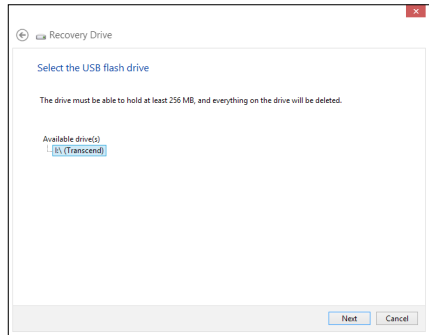 Recovery Drive
Select the USB flash drive
The drive must be able to hold at least 256 MB, and everything on the drive will be deleted.
Available drive(s)
I:\ (Transcend)
Next Cancel